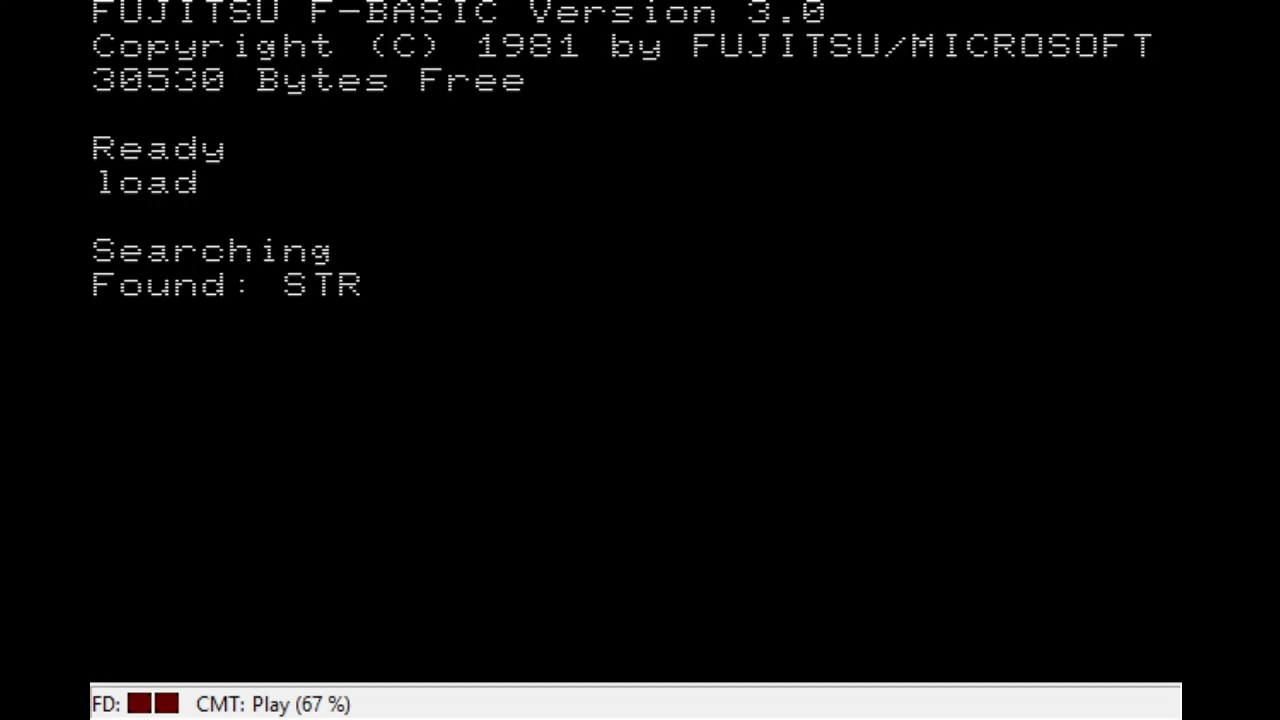 FUJITSU F-BASIC Version 3.0
Copyright (C) 1981 by FUJITSU/MICROSOFT
30530 Bytes Free
Ready
load
Searching
Found: STR
FD: CMT: Play (67 %)